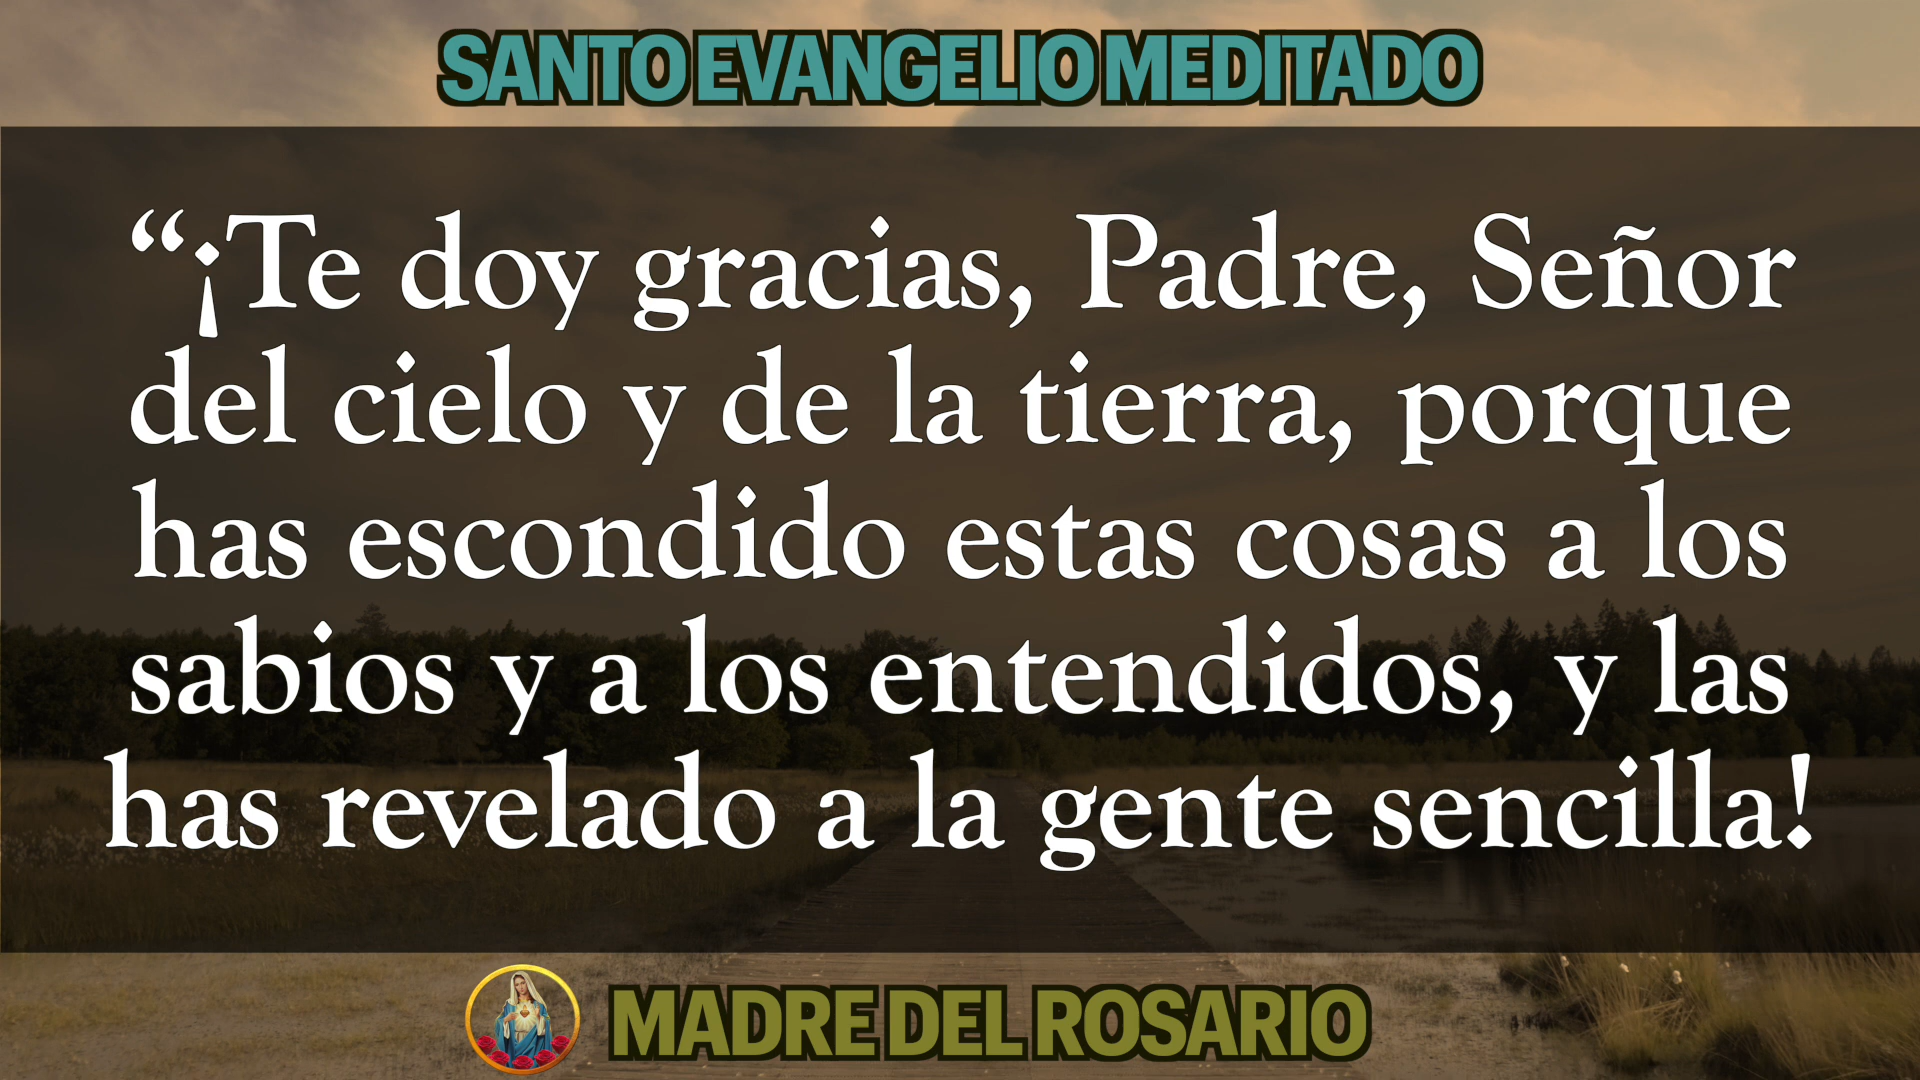 SANTO EVANGELIO MEDITADO
“¡Te doy gracias, Padre, Señor
del cielo y de la tierra, porque
has escondido estas cosas a los
sabios y a los entendidos, y las
has revelado a la gente sencilla!
MADRE DEL ROSARIO